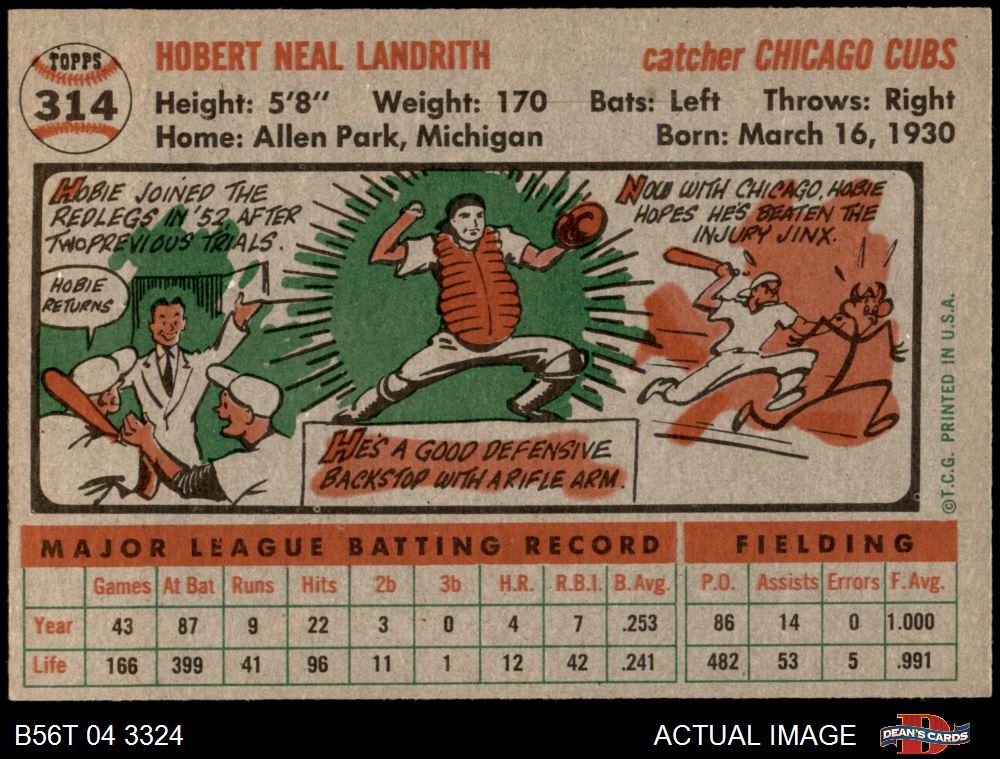 TOPPS
314
HOBERT NEAL LANDRITH
catcher CHICAGO CUBS
Height: 5'8" Weight: 170 Bats: Left Throws: Right
Home: Allen Park, Michigan Born: March 16, 1930
HOBIE JOINED THE
REDLEGS IN '52 AFTER
TWO PREVIOUS TRIALS.
HOBIE
RETURNS
HE'S A GOOD DEFENSIVE
BACKSTOP WITH A RIFLE ARM.
NOW WITH CHICAGO, HOBIE
HOPES HE'S BEATEN THE
INJURY JINX.
©T.C.G. PRINTED IN U.S.A.
MAJOR LEAGUE BATTING RECORD FIELDING
Games At Bat Runs Hits 2b 3b H.R. R.B.I. B.Avg. P.O. Assists Errors F.Avg.
Year 43 87 9 22 3 0 4 7 .253 86 14 0 1.000
Life 166 399 41 96 11 1 12 42 .241 482 53 5 .991
B56T 04 3324
ACTUAL IMAGE
D
DEAN'S CARDS